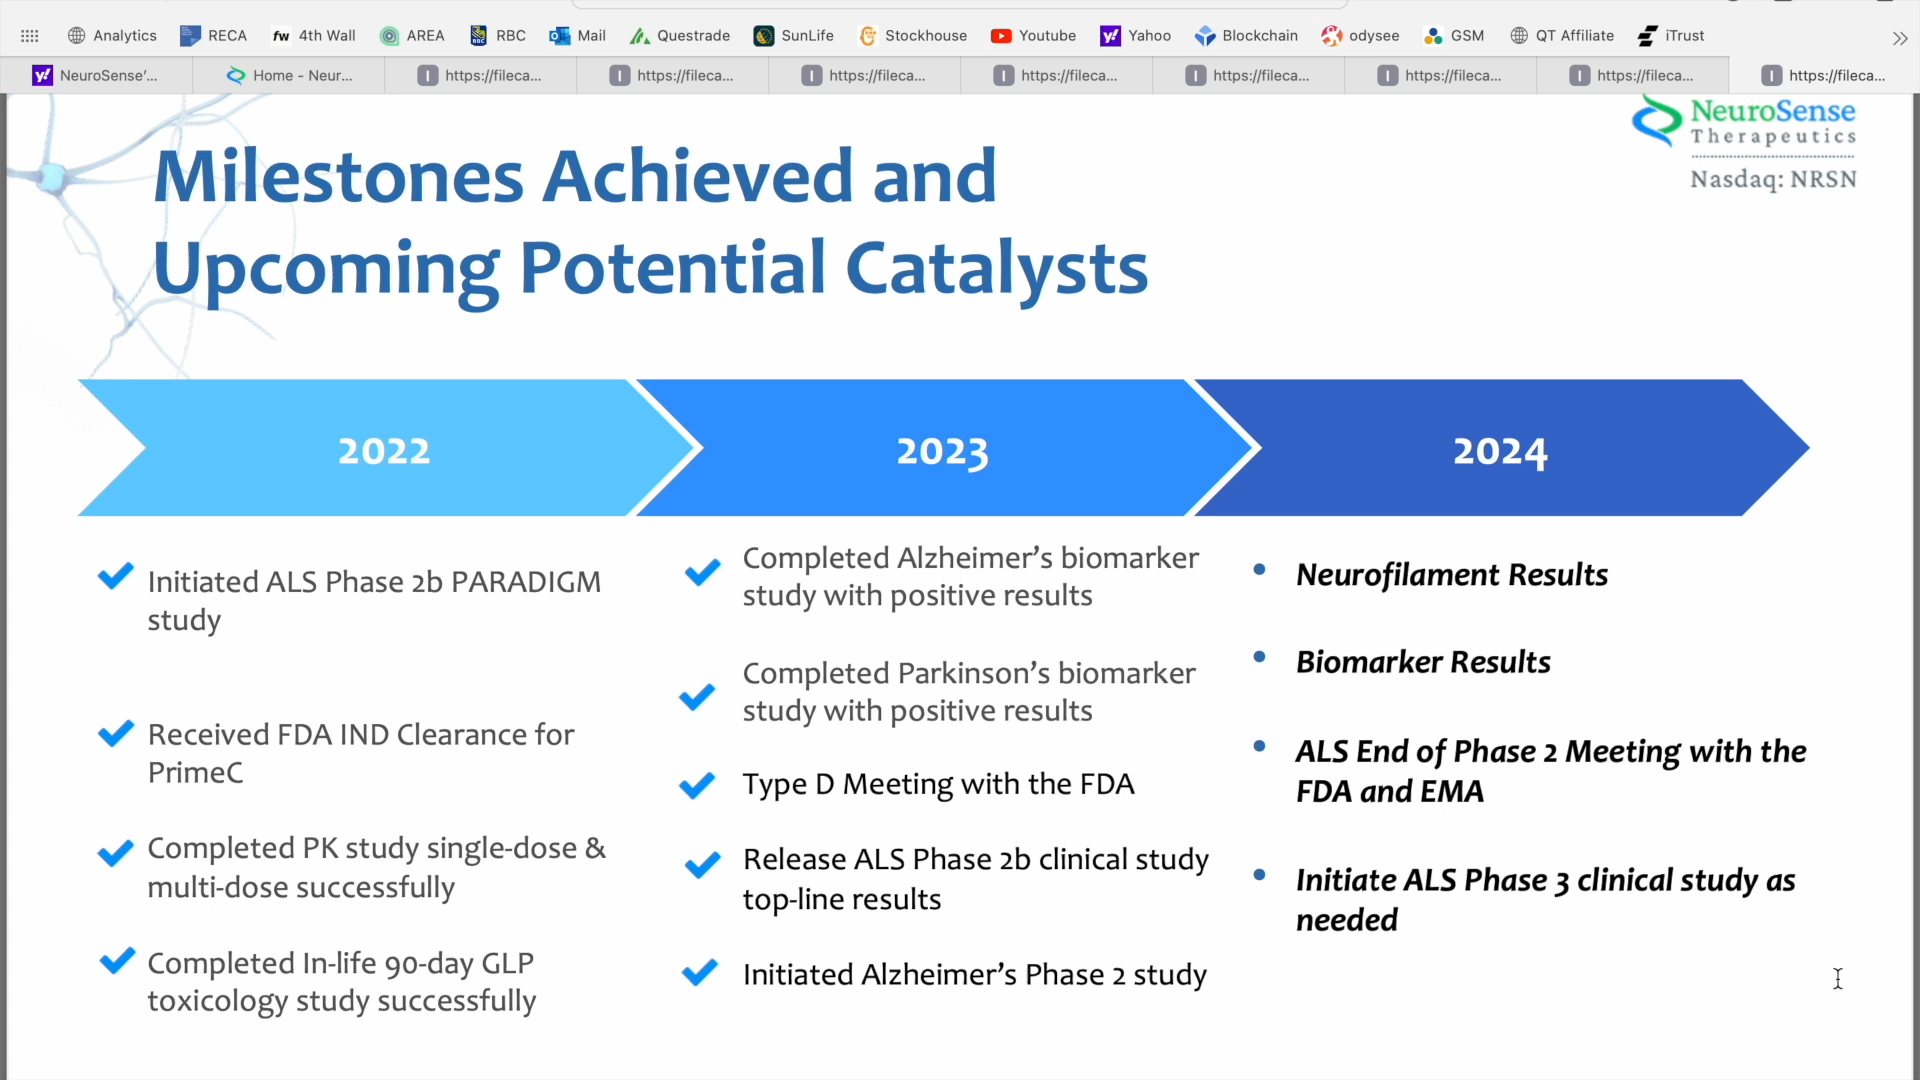 Analytics RECA fw 4th Wall AREA RBC RBC Mail Questrade SunLife Stockhouse Youtube y! Yahoo Blockchain odysee GSM QT Affiliate iTrust
y! NeuroSense'... Home - Neur... I https://fileca... I https://fileca... I https://fileca... I https://fileca... I https://fileca... I https://fileca... I https://fileca... I https://fileca...
NeuroSense
Therapeutics
Nasdaq: NRSN
Milestones Achieved and
Upcoming Potential Catalysts
2022
Initiated ALS Phase 2b PARADIGM
study
Received FDA IND Clearance for
PrimeC
Completed PK study single-dose &
multi-dose successfully
Completed In-life 90-day GLP
toxicology study successfully
2023
Completed Alzheimer’s biomarker
study with positive results
Completed Parkinson’s biomarker
study with positive results
Type D Meeting with the FDA
Release ALS Phase 2b clinical study
top-line results
Initiated Alzheimer’s Phase 2 study
2024
• Neurofilament Results
• Biomarker Results
• ALS End of Phase 2 Meeting with the
FDA and EMA
• Initiate ALS Phase 3 clinical study as
needed